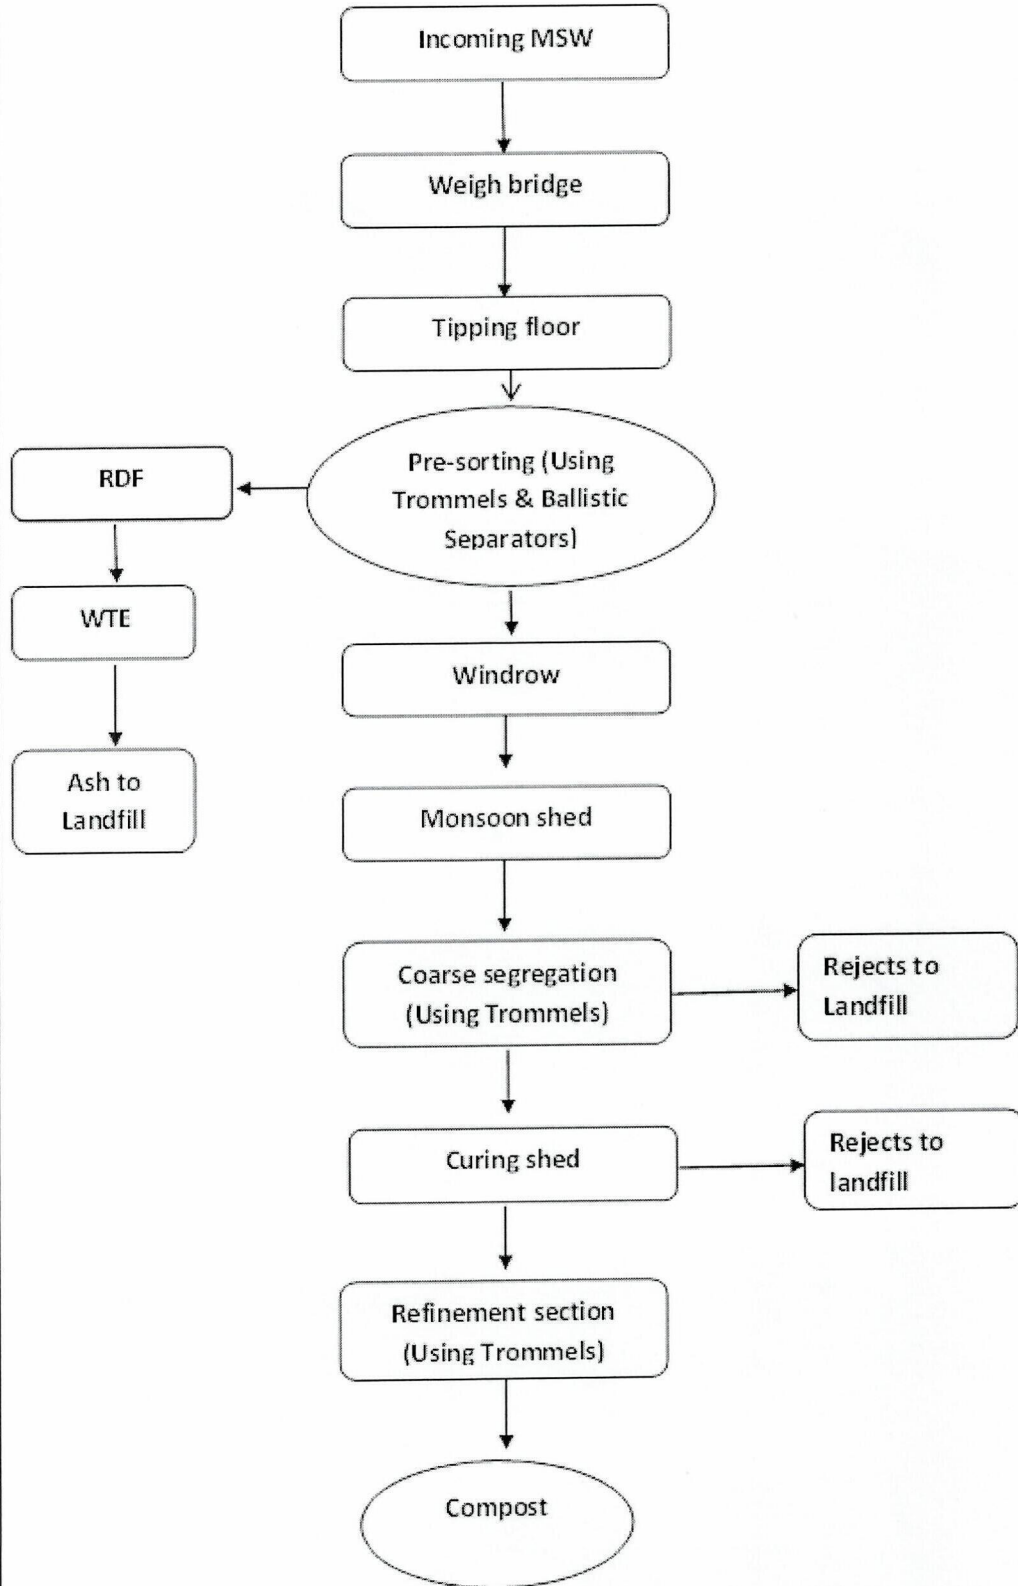 Incoming MSW
Weigh bridge
Tipping floor
Pre-sorting (Using
Trommels & Ballistic
Separators)
RDF
WTE
Ash to
Landfill
Windrow
Monsoon shed
Coarse segregation
(Using Trommels)
Rejects to
Landfill
Curing shed
Rejects to
landfill
Refinement section
(Using Trommels)
Compost